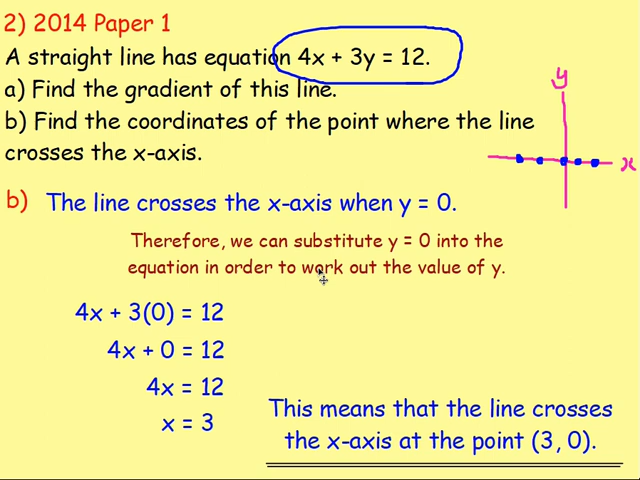 2) 2014 Paper 1
A straight line has equation 4x + 3y = 12.
a) Find the gradient of this line.
b) Find the coordinates of the point where the line
crosses the x-axis.
y
x
b) The line crosses the x-axis when y = 0.
Therefore, we can substitute y = 0 into the
equation in order to work out the value of y.
4x + 3(0) = 12
4x + 0 = 12
4x = 12
x = 3
This means that the line crosses
the x-axis at the point (3, 0).